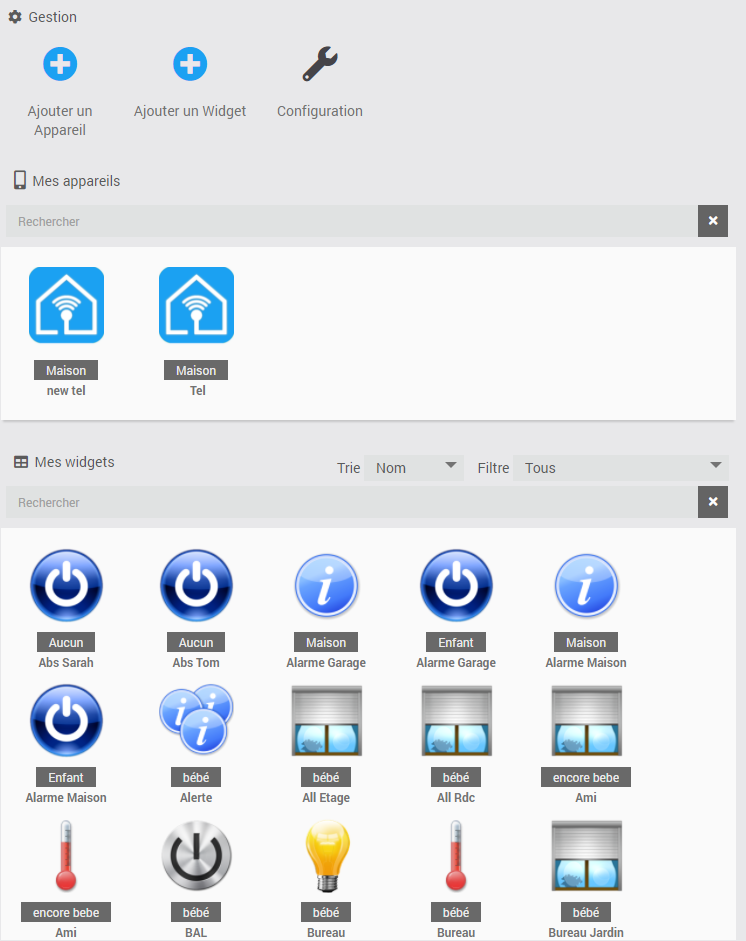 Gestion
Ajouter un
Appareil
Ajouter un Widget
Configuration
Mes appareils
Rechercher
Maison
new tel
Maison
Tel
Mes widgets
Trie
Nom
Filtre
Tous
Rechercher
Aucun
Abs Sarah
Aucun
Abs Tom
Maison
Alarme Garage
Enfant
Alarme Garage
Maison
Alarme Maison
Enfant
Alarme Maison
bébé
Alerte
bébé
All Etage
bébé
All Rdc
encore bebe
Ami
encore bebe
Ami
bébé
BAL
bébé
Bureau
bébé
Bureau
bébé
Bureau Jardin